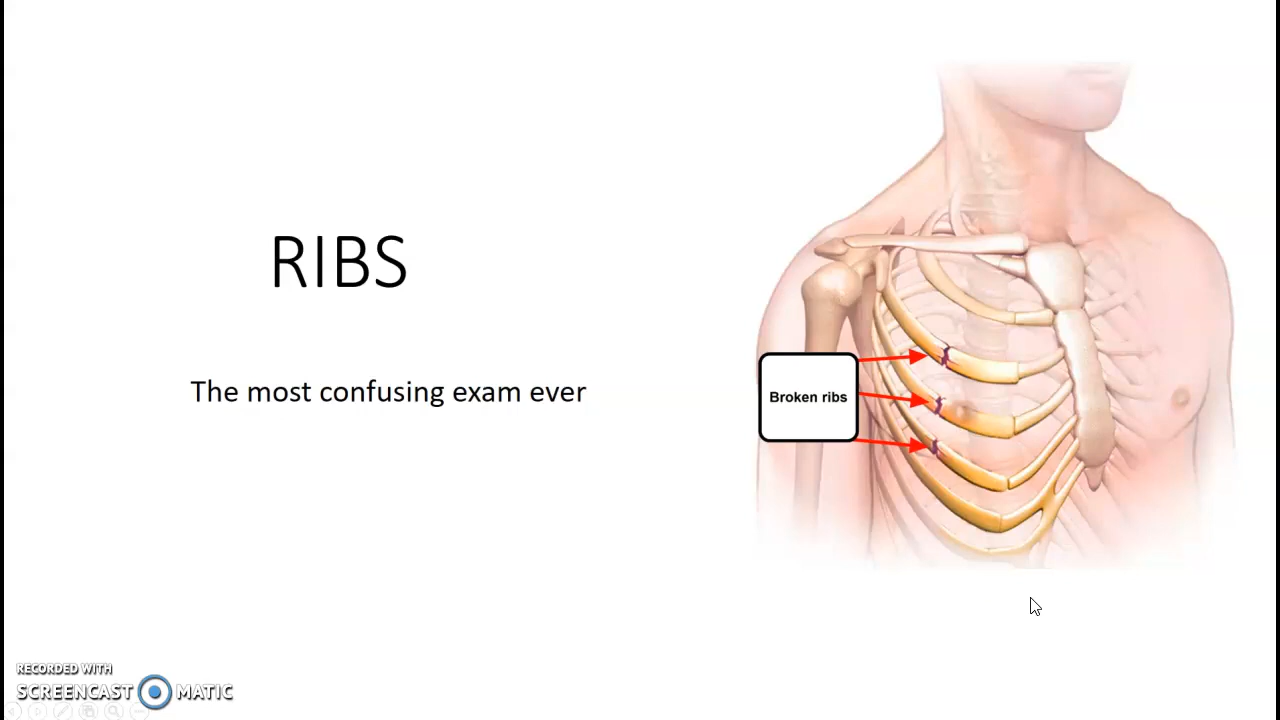 RIBS
The most confusing exam ever
Broken ribs
RECORDED WITH
SCREENCAST MATIC